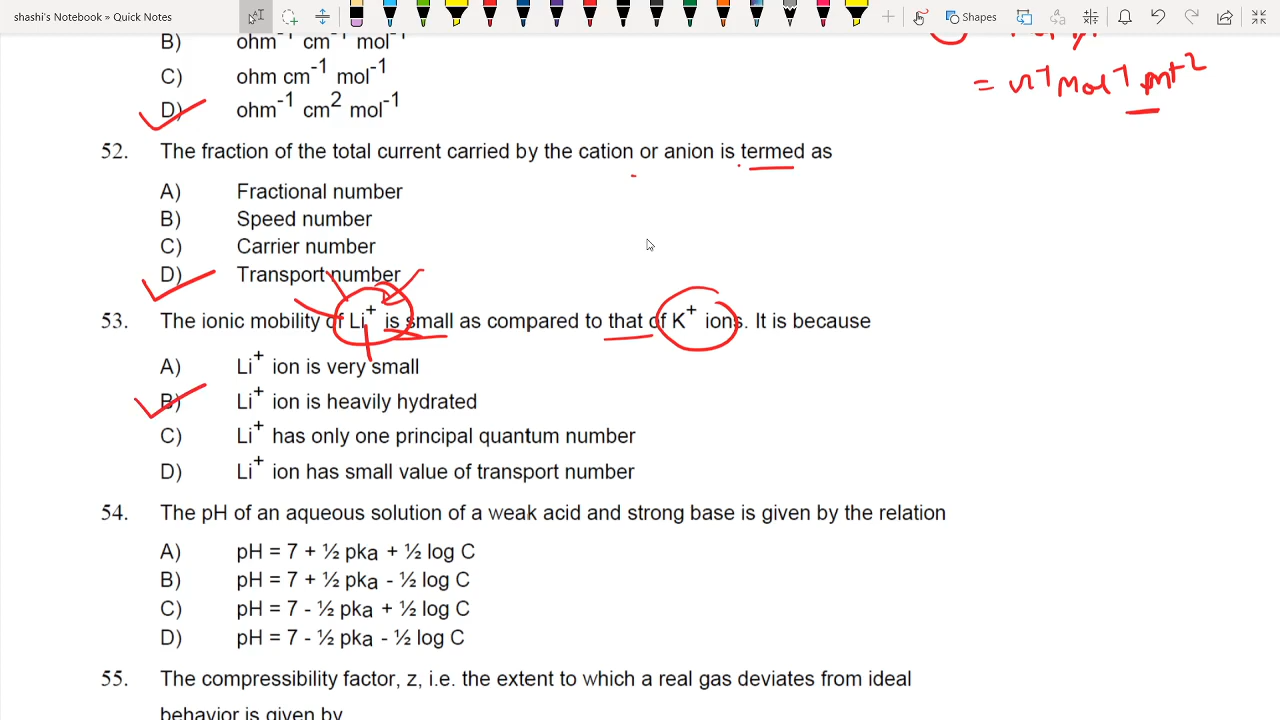 shashi's Notebook » Quick Notes
Shapes
B) ohm⁻¹ cm⁻¹ mol⁻¹
C) ohm cm⁻¹ mol⁻¹
D) ohm⁻¹ cm² mol⁻¹
= Ω⁻¹ mol⁻¹ m⁺²
52. The fraction of the total current carried by the cation or anion is termed as
A) Fractional number
B) Speed number
C) Carrier number
D) Transport number
53. The ionic mobility of Li⁺ is small as compared to that of K⁺ ions. It is because
A) Li⁺ ion is very small
B) Li⁺ ion is heavily hydrated
C) Li⁺ has only one principal quantum number
D) Li⁺ ion has small value of transport number
54. The pH of an aqueous solution of a weak acid and strong base is given by the relation
A) pH = 7 + ½ pka + ½ log C
B) pH = 7 + ½ pka - ½ log C
C) pH = 7 - ½ pka + ½ log C
D) pH = 7 - ½ pka - ½ log C
55. The compressibility factor, z, i.e. the extent to which a real gas deviates from ideal
behavior is given by